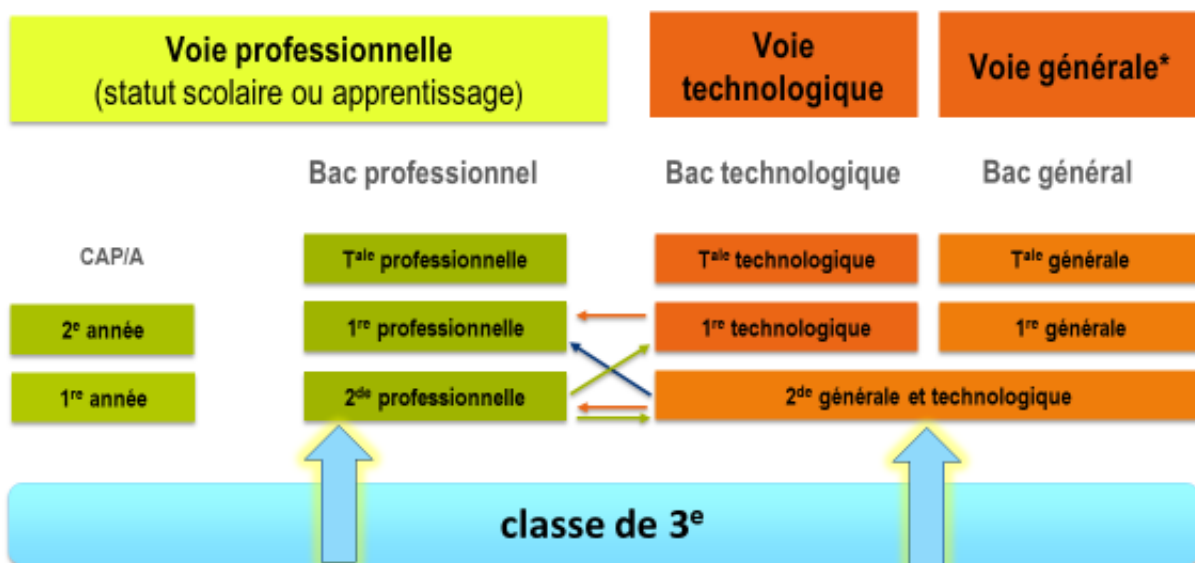 Voie professionnelle
(statut scolaire ou apprentissage)
Voie
technologique
Voie générale*
Bac professionnel
Bac technologique
Bac général
CAP/A
Tale professionnelle
Tale technologique
Tale générale
2e année
1re professionnelle
1re technologique
1re générale
1re année
2de professionnelle
2de générale et technologique
classe de 3e